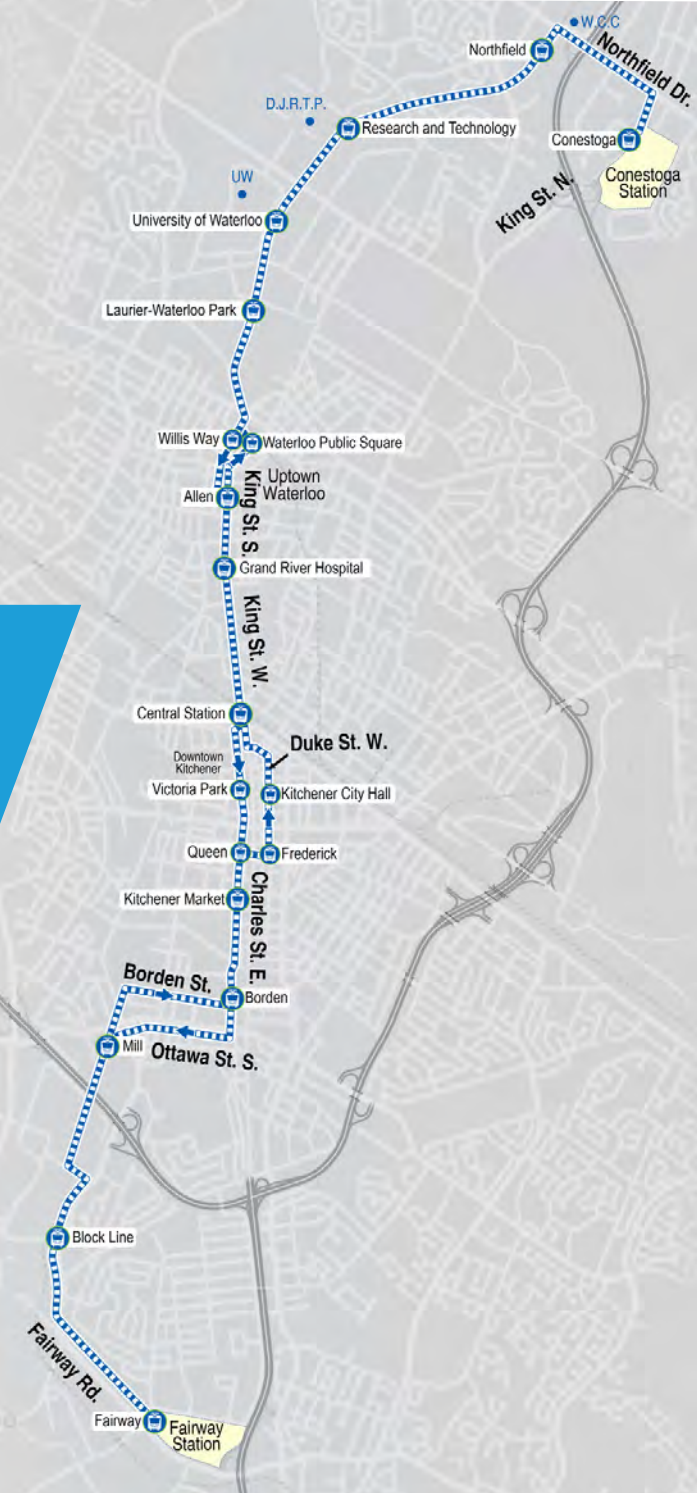 W.C.C
Northfield
Northfield Dr.
D.J.R.T.P.
Research and Technology
Conestoga
Conestoga
Station
UW
King St. N.
University of Waterloo
Laurier-Waterloo Park
Willis Way
Waterloo Public Square
Uptown
Waterloo
Allen
King St. S.
Grand River Hospital
King St. W.
Central Station
Duke St. W.
Downtown
Kitchener
Victoria Park
Kitchener City Hall
Queen
Frederick
Kitchener Market
Charles St. E.
Borden St.
Borden
Mill
Ottawa St. S.
Block Line
Fairway Rd.
Fairway
Fairway
Station